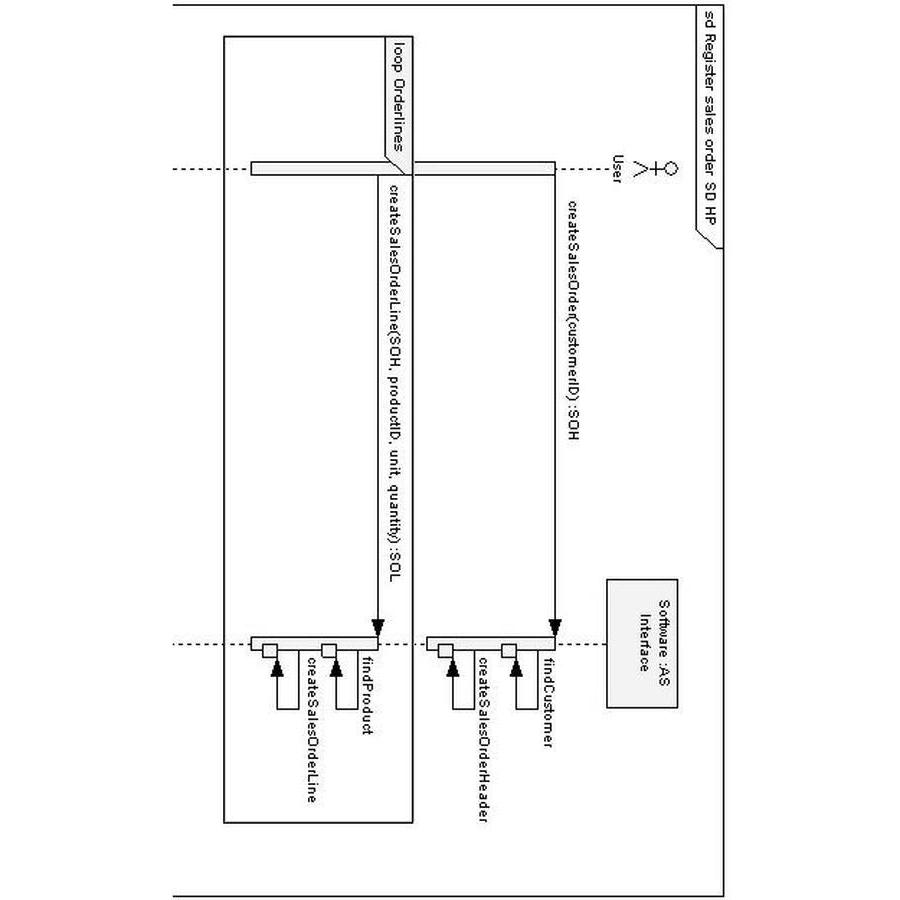 sd Register sales order SD HP
User
Software :AS
Interface
createSalesOrder(customerID) :SOH
findCustomer
createSalesOrderHeader
loop Orderlines
createSalesOrderLine(SOH, productID, unit, quantity) :SOL
findProduct
createSalesOrderLine